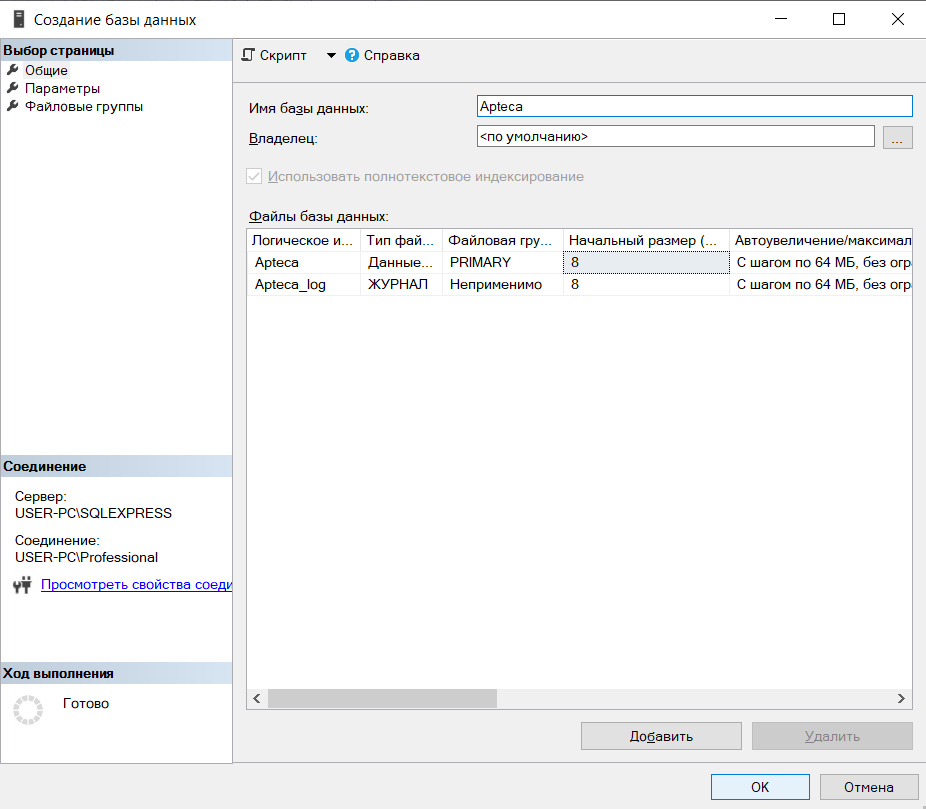 Создание базы данных
Выбор страницы
Общие
Параметры
Файловые группы
Скрипт
Справка
Имя базы данных:
Apteca
Владелец:
<по умолчанию>
...
Использовать полнотекстовое индексирование
Файлы базы данных:
Логическое и... Тип фай... Файловая гру... Начальный размер (... Автоувеличение/максимал
Apteca Данные... PRIMARY 8 С шагом по 64 МБ, без огр
Apteca_log ЖУРНАЛ Неприменимо 8 С шагом по 64 МБ, без огр
Соединение
Сервер:
USER-PC\SQLEXPRESS
Соединение:
USER-PC\Professional
Просмотреть свойства соеди
Ход выполнения
Готово
Добавить
Удалить
OK
Отмена